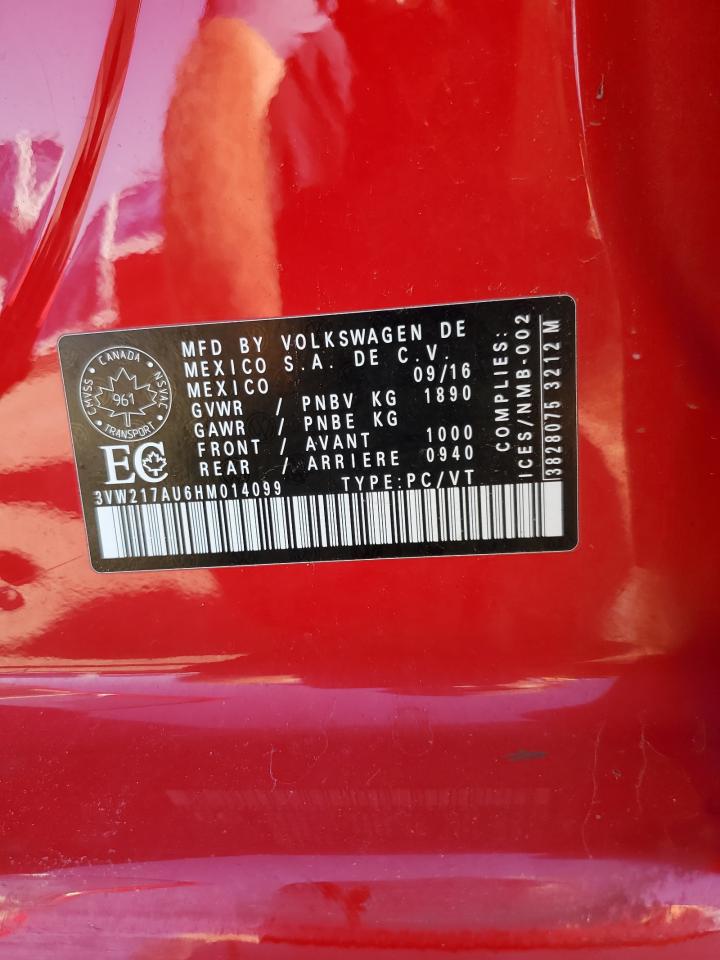 CANADA
CMVSS
NSVAC
961
TRANSPORT
EC
MFD BY VOLKSWAGEN DE
MEXICO S.A. DE C.V.
MEXICO 09/16
GVWR / PNBV KG 1890
GAWR / PNBE KG
FRONT / AVANT 1000
REAR / ARRIERE 0940
3VW217AU6HM014099 TYPE:PC/VT
COMPLIES:
ICES/NMB-002
3828075 3212 M